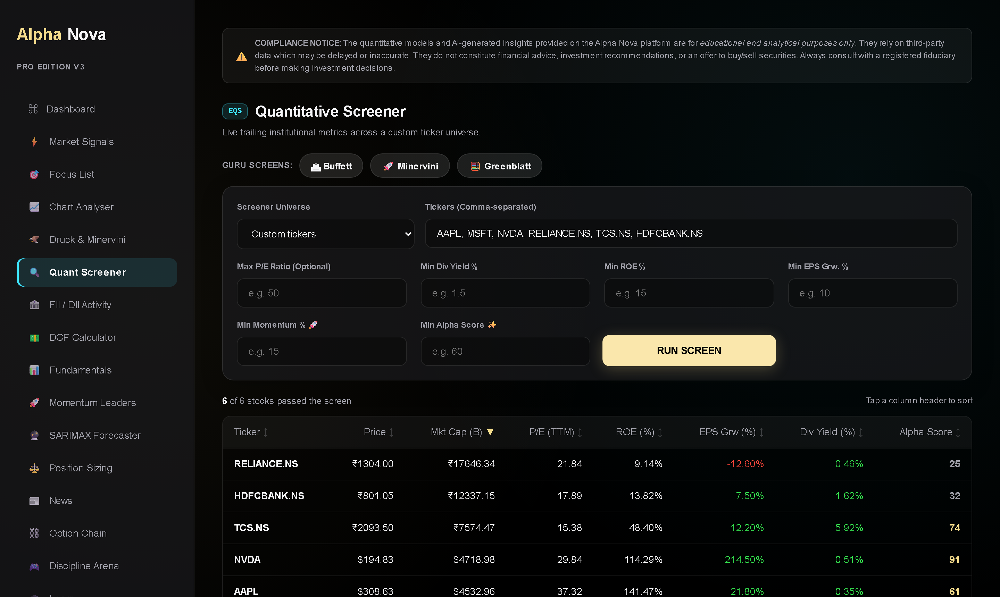 Alpha Nova
PRO EDITION V3
Dashboard
Market Signals
Focus List
Chart Analyser
Druck & Minervini
Quant Screener
FII / DII Activity
DCF Calculator
Fundamentals
Momentum Leaders
SARIMAX Forecaster
Position Sizing
News
Option Chain
Discipline Arena
COMPLIANCE NOTICE: The quantitative models and AI-generated insights provided on the Alpha Nova platform are for educational and analytical purposes only. They rely on third-party
data which may be delayed or inaccurate. They do not constitute financial advice, investment recommendations, or an offer to buy/sell securities. Always consult with a registered fiduciary
before making investment decisions.
EQS Quantitative Screener
Live trailing institutional metrics across a custom ticker universe.
GURU SCREENS: Buffett Minervini Greenblatt
Screener Universe Tickers (Comma-separated)
Custom tickers AAPL, MSFT, NVDA, RELIANCE.NS, TCS.NS, HDFCBANK.NS
Max P/E Ratio (Optional) Min Div Yield % Min ROE % Min EPS Grw. %
e.g. 50 e.g. 1.5 e.g. 15 e.g. 10
Min Momentum % Min Alpha Score
e.g. 15 e.g. 60 RUN SCREEN
6 of 6 stocks passed the screen Tap a column header to sort
Ticker Price Mkt Cap (B) P/E (TTM) ROE (%) EPS Grw (%) Div Yield (%) Alpha Score
RELIANCE.NS ₹1304.00 ₹17646.34 21.84 9.14% -12.60% 0.46% 25
HDFCBANK.NS ₹801.05 ₹12337.15 17.89 13.82% 7.50% 1.62% 32
TCS.NS ₹2093.50 ₹7574.47 15.38 48.40% 12.20% 5.92% 74
NVDA $194.83 $4718.98 29.84 114.29% 214.50% 0.51% 91
AAPL $308.63 $4532.96 37.32 141.47% 21.80% 0.35% 61